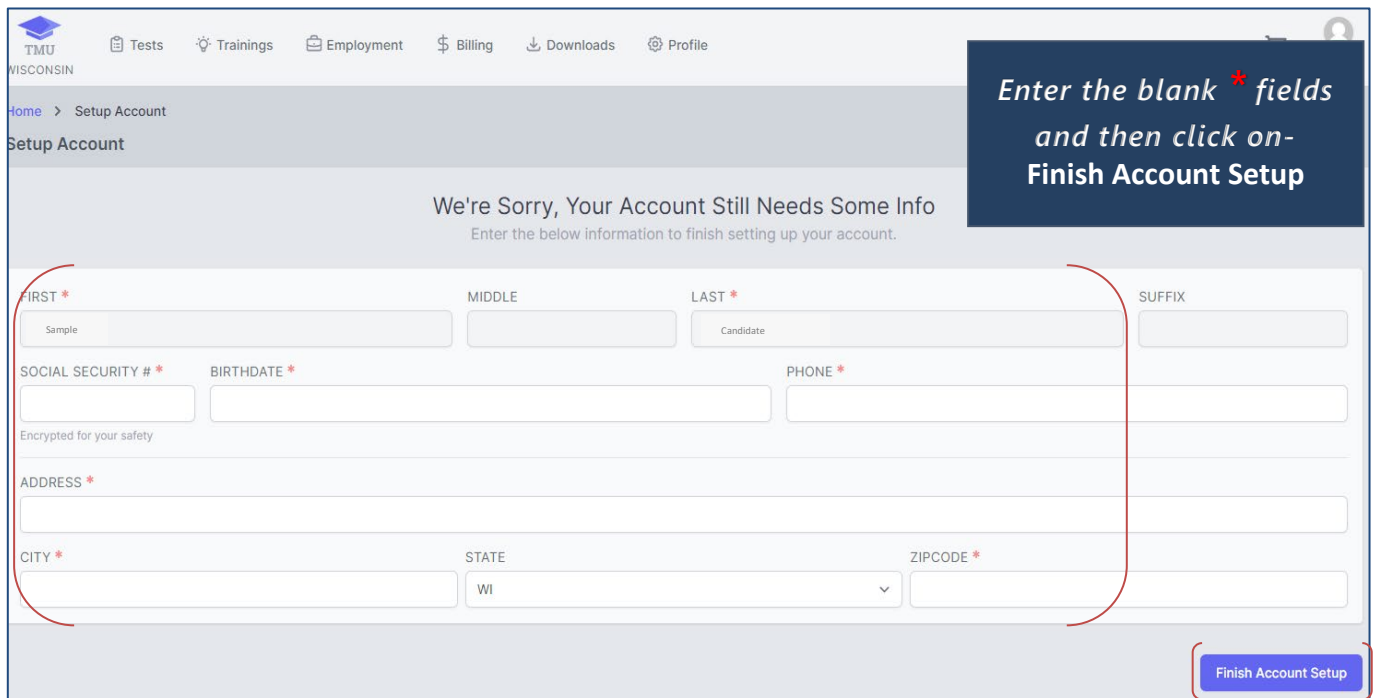 TMU
WISCONSIN
Tests Trainings Employment $ Billing Downloads Profile
Enter the blank * fields
and then click on-
Finish Account Setup
Home > Setup Account
Setup Account
We're Sorry, Your Account Still Needs Some Info
Enter the below information to finish setting up your account.
FIRST * MIDDLE LAST * SUFFIX
Sample Candidate
SOCIAL SECURITY # * BIRTHDATE * PHONE *
Encrypted for your safety
ADDRESS *
CITY * STATE ZIPCODE *
WI
Finish Account Setup